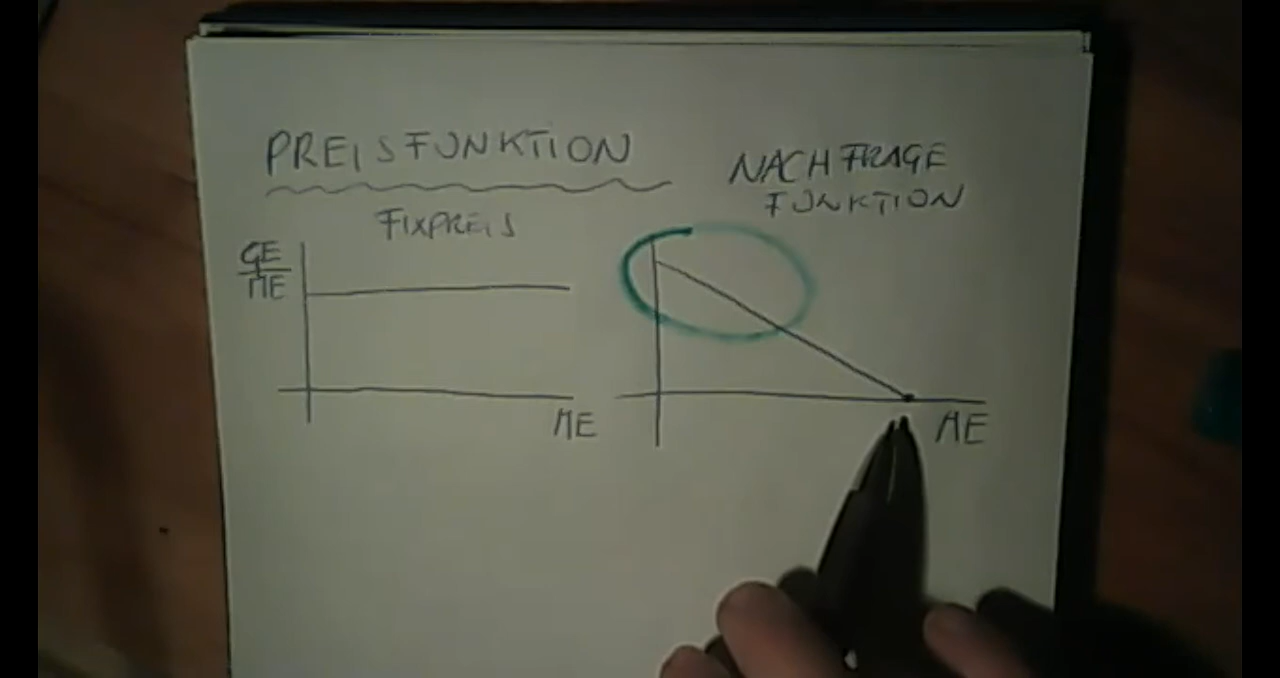 PREISFUNKTION
NACHFRAGE
FUNKTION
FIXPREIS
GE
ME
ME
ME